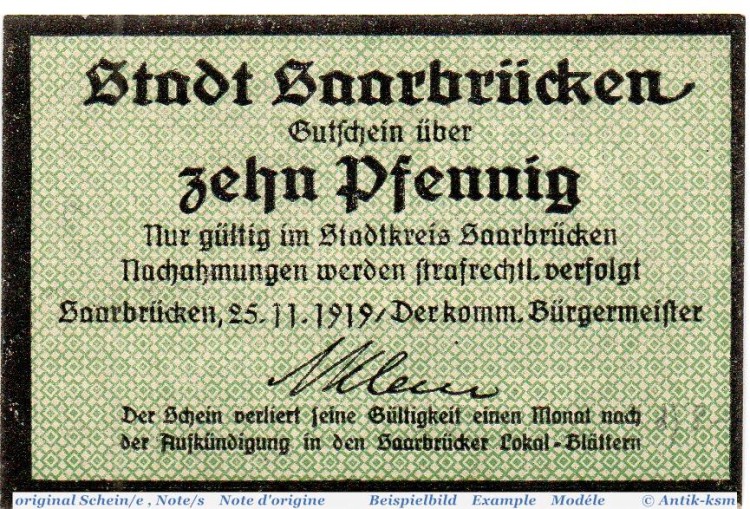 Stadt Saarbrücken
Gutschein über
zehn Pfennig
Nur gültig im Stadtkreis Saarbrücken
Nachahmungen werden strafrechtl. verfolgt
Saarbrücken, 25.11.1919/ Der komm. Bürgermeister
Der Schein verliert seine Gültigkeit einen Monat nach
der Aufkündigung in den Saarbrücker Lokal-Blättern
original Schein/e , Note/s Note d'origine Beispielbild Example Modéle © Antik-ksm